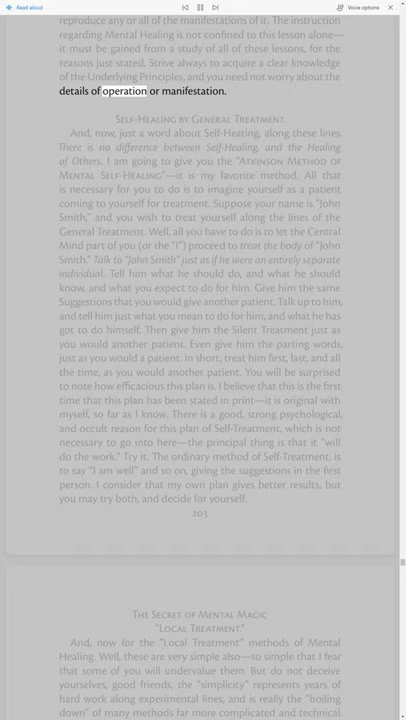 Read aloud
Voice options
reproduce any or all of the manifestations of it. The instruction
regarding Mental Healing is not confined to this lesson alone—
it must be gained from a study of all of these lessons, for the
reasons just stated. Strive always to acquire a clear knowledge
of the Underlying Principles, and you need not worry about the
details of operation or manifestation.
Self-Healing by General Treatment.
And, now, just a word about Self-Heating, along these lines.
There is no difference between Self-Healing, and the Healing
of Others. I am going to give you the "Atkinson Method of
Mental Self-Healing"—it is my favorite method. All that
is necessary for you to do is to imagine yourself as a patient
coming to yourself for treatment. Suppose your name is "John
Smith," and you wish to treat yourself along the lines of the
General Treatment. Well, all you have to do is to let the Central
Mind part of you (or the "I") proceed to treat the body of "John
Smith." Talk to "John Smith" just as if he were an entirely separate
individual. Tell him what he should do, and what he should
know, and what you expect to do for him. Give him the same
Suggestions that you would give another patient. Talk up to him,
and tell him just what you mean to do for him, and what he has
got to do himself. Then give him the Silent Treatment just as
you would another patient. Even give him the parting words,
just as you would a patient. In short, treat him first, last, and all
the time, as you would another patient. You will be surprised
to note how efficacious this plan is. I believe that this is the first
time that this plan has been stated in print—it is original with
myself, so far as I know. There is a good, strong psychological,
and occult reason for this plan of Self-Treatment, which is not
necessary to go into here—the principal thing is that it "will
do the work." Try it. The ordinary method of Self-Treatment, is
to say "I am well" and so on, giving the suggestions in the first
person. I consider that my own plan gives better results, but
you may try both, and decide for yourself.
203
The Secret of Mental Magic
"Local Treatment."
And, now for the "Local Treatment" methods of Mental
Healing. Well, these are very simple also—so simple that I fear
that some of you will undervalue them. But do not deceive
yourselves, good friends, the "simplicity" represents years of
hard work along experimental lines, and is really the "boiling
down" of many methods far more complicated and technical.